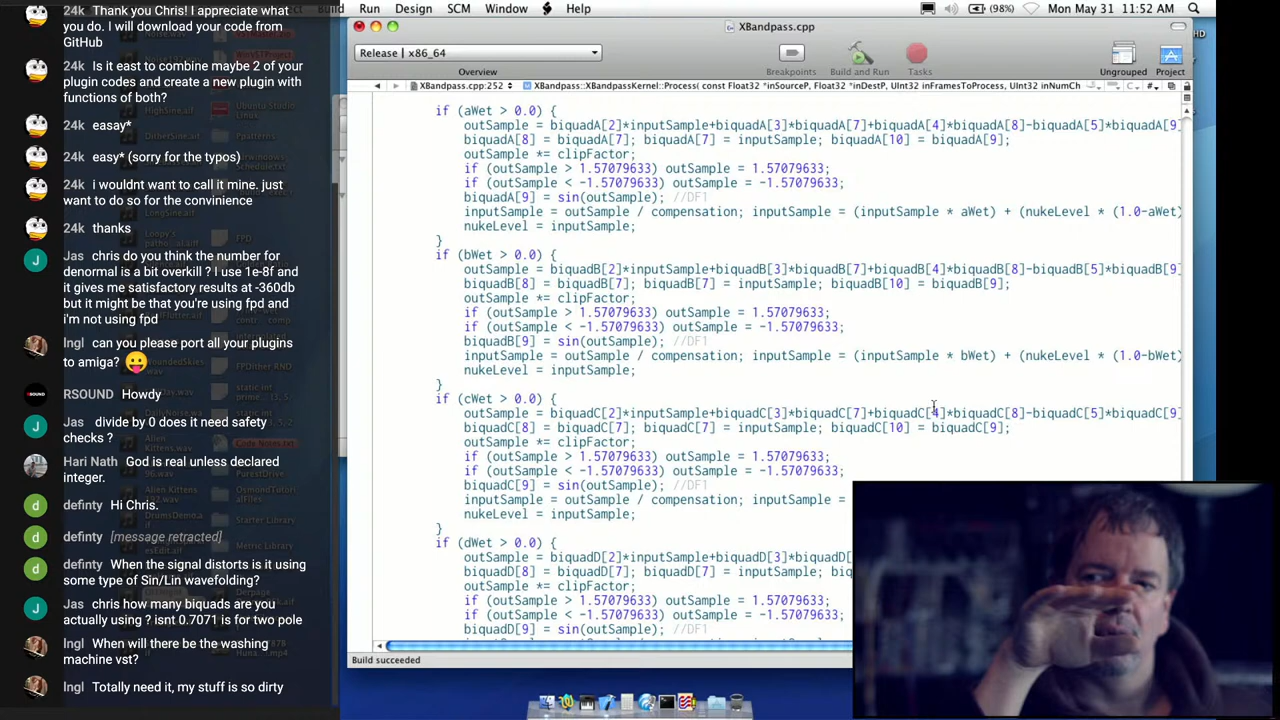 Run Design SCM Window Help
(98%) Mon May 31 11:52 AM
XBandpass.cpp
Release | x86_64
Overview
Breakpoints Build and Run Tasks
Ungrouped Project
XBandpass.cpp:252 XBandpass::XBandpassKernel::Process( const Float32 *inSourceP, Float32 *inDestP, UInt32 inFramesToProcess, UInt32 inNumCh
if (aWet > 0.0) {
outSample = biquadA[2]*inputSample+biquadA[3]*biquadA[7]+biquadA[4]*biquadA[8]-biquadA[5]*biquadA[9]
biquadA[8] = biquadA[7]; biquadA[7] = inputSample; biquadA[10] = biquadA[9];
outSample *= clipFactor;
if (outSample > 1.57079633) outSample = 1.57079633;
if (outSample < -1.57079633) outSample = -1.57079633;
biquadA[9] = sin(outSample); //DF1
inputSample = outSample / compensation; inputSample = (inputSample * aWet) + (nukeLevel * (1.0-aWet)
nukeLevel = inputSample;
}
if (bWet > 0.0) {
outSample = biquadB[2]*inputSample+biquadB[3]*biquadB[7]+biquadB[4]*biquadB[8]-biquadB[5]*biquadB[9]
biquadB[8] = biquadB[7]; biquadB[7] = inputSample; biquadB[10] = biquadB[9];
outSample *= clipFactor;
if (outSample > 1.57079633) outSample = 1.57079633;
if (outSample < -1.57079633) outSample = -1.57079633;
biquadB[9] = sin(outSample); //DF1
inputSample = outSample / compensation; inputSample = (inputSample * bWet) + (nukeLevel * (1.0-bWet)
nukeLevel = inputSample;
}
if (cWet > 0.0) {
outSample = biquadC[2]*inputSample+biquadC[3]*biquadC[7]+biquadC[4]*biquadC[8]-biquadC[5]*biquadC[9]
biquadC[8] = biquadC[7]; biquadC[7] = inputSample; biquadC[10] = biquadC[9];
outSample *= clipFactor;
if (outSample > 1.57079633) outSample = 1.57079633;
if (outSample < -1.57079633) outSample = -1.57079633;
biquadC[9] = sin(outSample); //DF1
inputSample = outSample / compensation; inputSample =
nukeLevel = inputSample;
}
if (dWet > 0.0) {
outSample = biquadD[2]*inputSample+biquadD[3]*biquadD[
biquadD[8] = biquadD[7]; biquadD[7] = inputSample;
outSample *= clipFactor;
if (outSample > 1.57079633) outSample = 1.57079633;
if (outSample < -1.57079633) outSample = -1.57079633;
biquadD[9] = sin(outSample); //DF1
Build succeeded
24k Thank you Chris! I appreciate what
you do. I will download your code from
GitHub
24k Is it east to combine maybe 2 of your
plugin codes and create a new plugin with
functions of both?
24k easay*
24k easy* (sorry for the typos)
24k i wouldnt want to call it mine. just
want to do so for the convinience
24k thanks
Jas chris do you think the number for
denormal is a bit overkill ? I use 1e-8f and
it gives me satisfactory results at -360db
but it might be that you're using fpd and
i'm not using fpd
lngl can you please port all your plugins
to amiga?
RSOUND Howdy
Jas divide by 0 does it need safety
checks ?
Hari Nath God is real unless declared
integer.
definty Hi Chris.
definty [message retracted]
definty When the signal distorts is it using
some type of Sin/Lin wavefolding?
Jas chris how many biquads are you
actually using ? isnt 0.7071 is for two pole
lngl When will there be the washing
machine vst?
lngl Totally need it, my stuff is so dirty